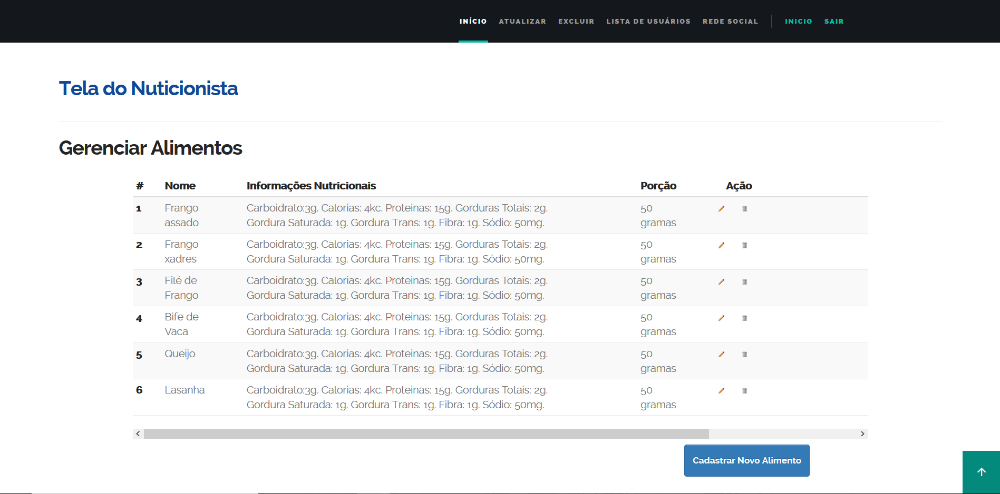 INÍCIO ATUALIZAR EXCLUIR LISTA DE USUÁRIOS REDE SOCIAL INICIO SAIR
Tela do Nuticionista
Gerenciar Alimentos
# Nome Informações Nutricionais Porção Ação
1 Frango Carboidrato:3g. Calorias: 4kc. Proteinas: 15g. Gorduras Totais: 2g. 50
assado Gordura Saturada: 1g. Gordura Trans: 1g. Fibra: 1g. Sódio: 50mg. gramas
2 Frango Carboidrato:3g. Calorias: 4kc. Proteinas: 15g. Gorduras Totais: 2g. 50
xadres Gordura Saturada: 1g. Gordura Trans: 1g. Fibra: 1g. Sódio: 50mg. gramas
3 Filé de Carboidrato:3g. Calorias: 4kc. Proteinas: 15g. Gorduras Totais: 2g. 50
Frango Gordura Saturada: 1g. Gordura Trans: 1g. Fibra: 1g. Sódio: 50mg. gramas
4 Bife de Carboidrato:3g. Calorias: 4kc. Proteinas: 15g. Gorduras Totais: 2g. 50
Vaca Gordura Saturada: 1g. Gordura Trans: 1g. Fibra: 1g. Sódio: 50mg. gramas
5 Queijo Carboidrato:3g. Calorias: 4kc. Proteinas: 15g. Gorduras Totais: 2g. 50
Gordura Saturada: 1g. Gordura Trans: 1g. Fibra: 1g. Sódio: 50mg. gramas
6 Lasanha Carboidrato:3g. Calorias: 4kc. Proteinas: 15g. Gorduras Totais: 2g. 50
Gordura Saturada: 1g. Gordura Trans: 1g. Fibra: 1g. Sódio: 50mg. gramas
Cadastrar Novo Alimento